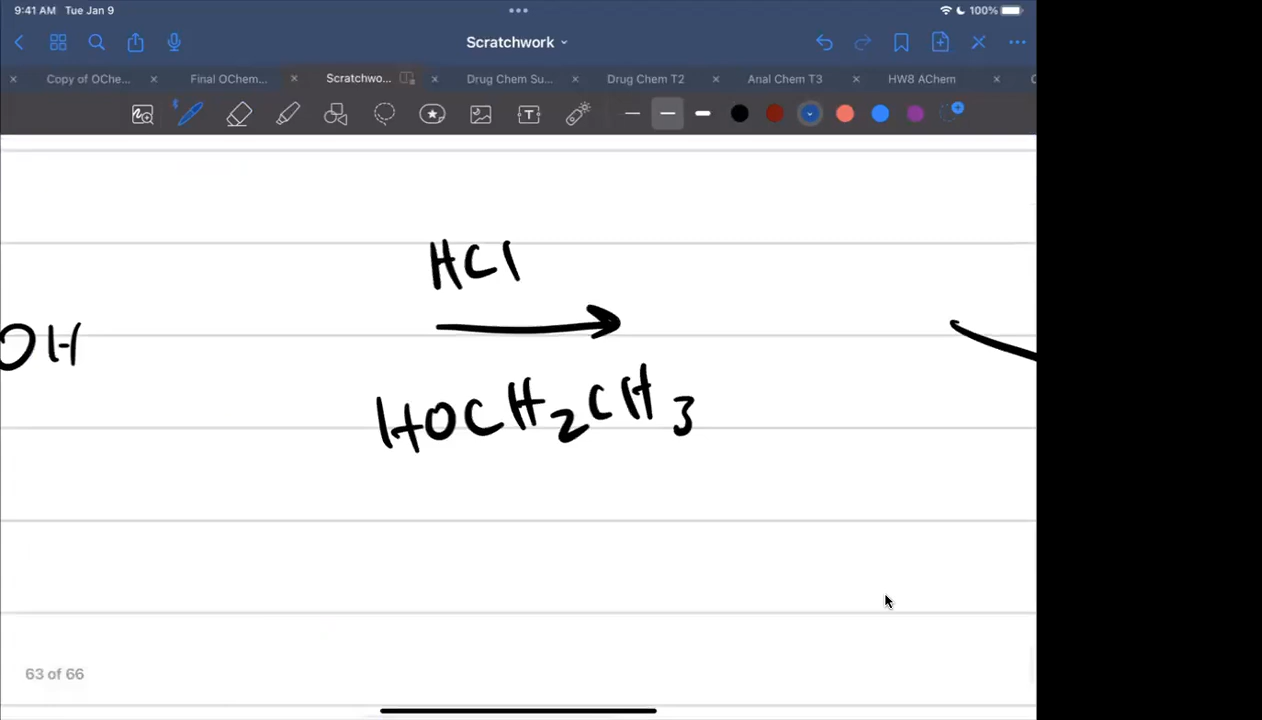 9:41 AM Tue Jan 9
100%
Scratchwork
Copy of OChe...
Final OChem...
Scratchwo...
Drug Chem Su...
Drug Chem T2
Anal Chem T3
HW8 AChem
HCl
OH
HOCH2CH3
63 of 66